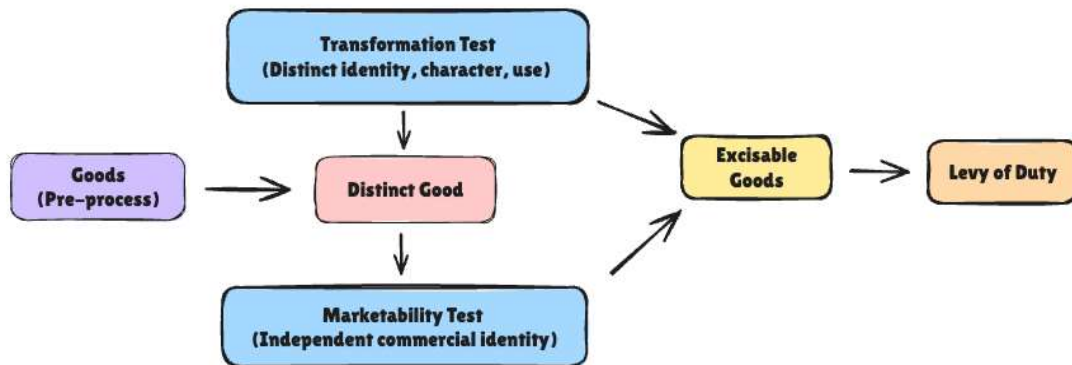 Transformation Test
(Distinct identity, character, use)
Goods
(Pre-process)
Distinct Good
Excisable
Goods
Levy of Duty
Marketability Test
(Independent commercial identity)